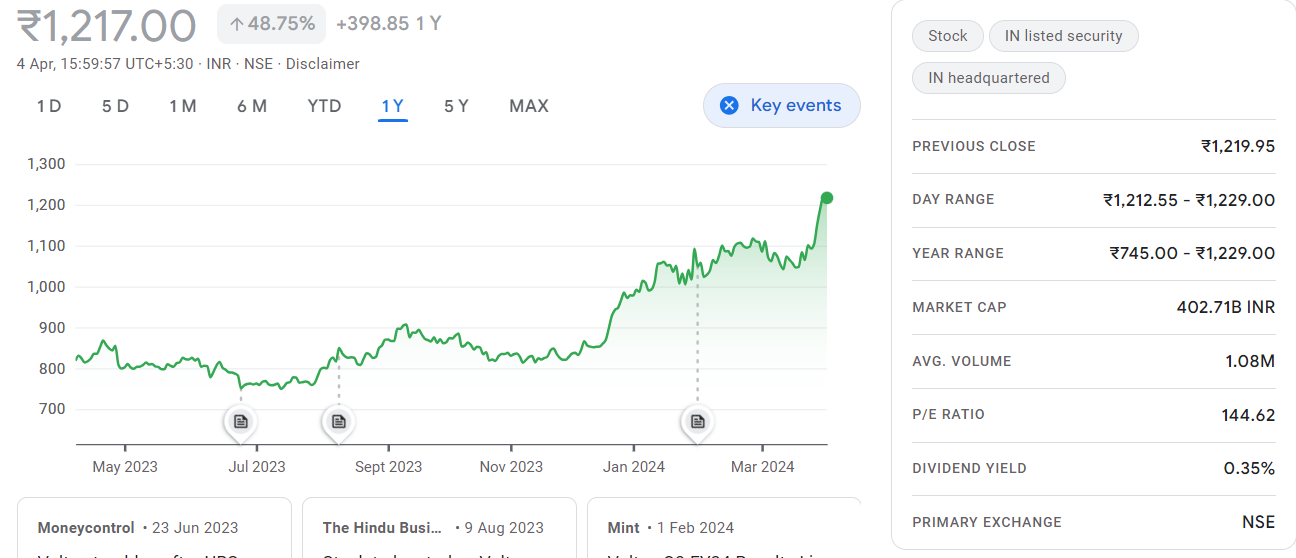 ₹1,217.00 ↑ 48.75% +398.85 1 Y
4 Apr, 15:59:57 UTC+5:30 · INR · NSE · Disclaimer
1 D 5 D 1 M 6 M YTD 1 Y 5 Y MAX Key events
1,300
1,200
1,100
1,000
900
800
700
May 2023 Jul 2023 Sept 2023 Nov 2023 Jan 2024 Mar 2024
Moneycontrol • 23 Jun 2023
The Hindu Busi... • 9 Aug 2023
Mint • 1 Feb 2024
Stock IN listed security
IN headquartered
PREVIOUS CLOSE ₹1,219.95
DAY RANGE ₹1,212.55 - ₹1,229.00
YEAR RANGE ₹745.00 - ₹1,229.00
MARKET CAP 402.71B INR
AVG. VOLUME 1.08M
P/E RATIO 144.62
DIVIDEND YIELD 0.35%
PRIMARY EXCHANGE NSE